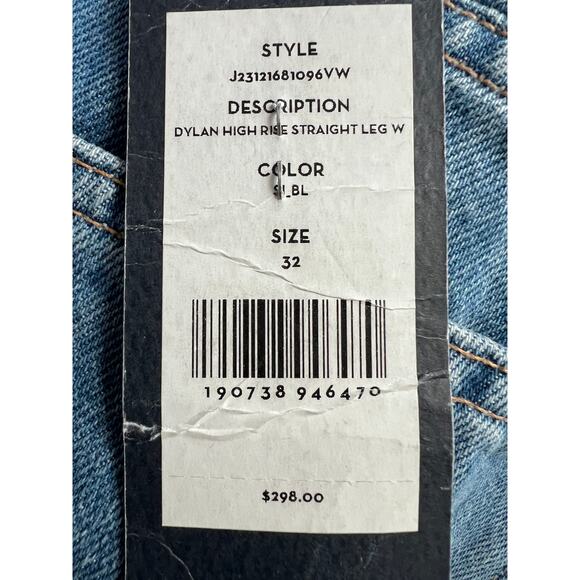 STYLE
J23121681096VW
DESCRIPTION
DYLAN HIGH RISE STRAIGHT LEG W
COLOR
SIZE
32
190738 946470
$298.00